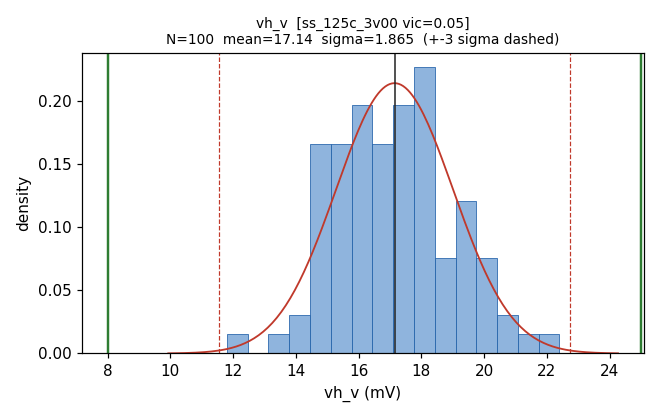 vh_v  [ss_125c_3v00 vic=0.05]
N=100  mean=17.14  sigma=1.865  (+-3 sigma dashed)
density
0.20
0.15
0.10
0.05
0.00
8 10 12 14 16 18 20 22 24
vh_v (mV)